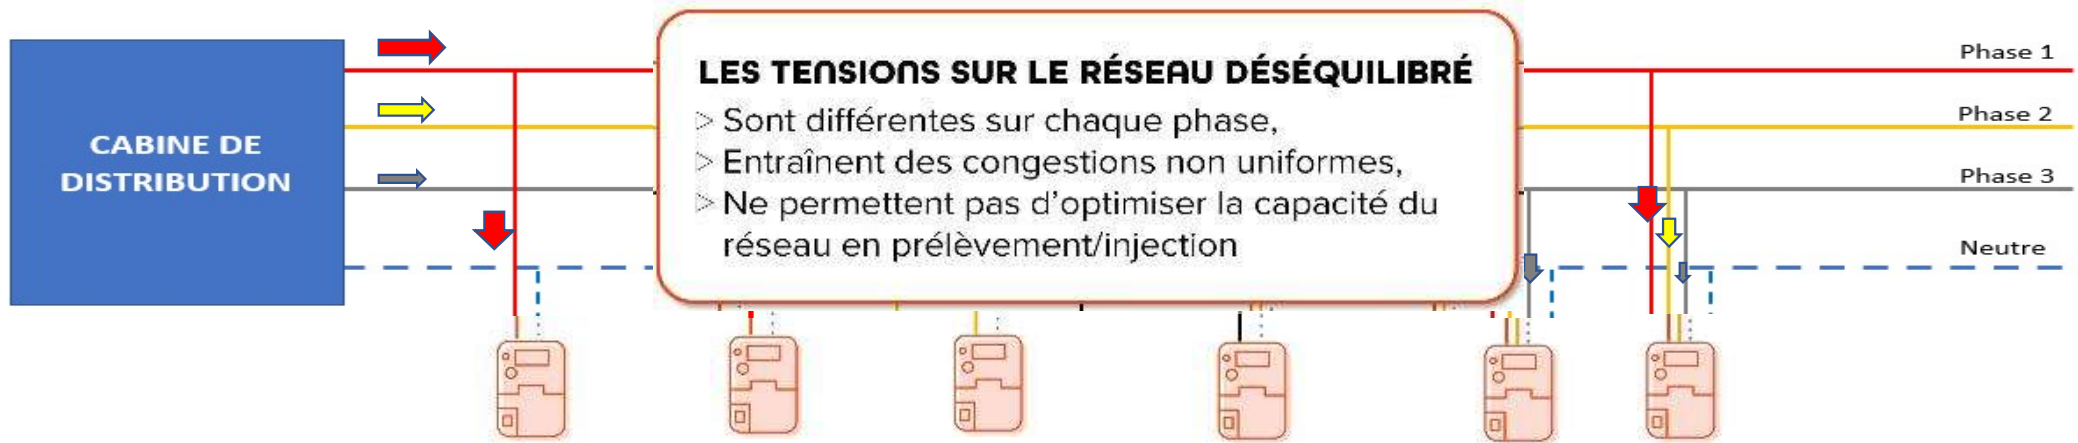 CABINE DE
DISTRIBUTION
LES TENSIONS SUR LE RÉSEAU DÉSÉQUILIBRÉ
> Sont différentes sur chaque phase,
> Entraînent des congestions non uniformes,
> Ne permettent pas d'optimiser la capacité du
réseau en prélèvement/injection
Phase 1
Phase 2
Phase 3
Neutre